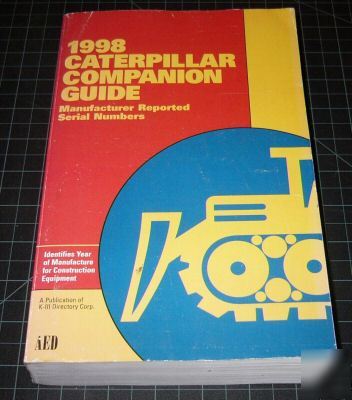 1998
CATERPILLAR
COMPANION
GUIDE
Manufacturer Reported
Serial Numbers
Identifies Year
of Manufacture
for Construction
Equipment
A Publication of
K-III Directory Corp.
AED